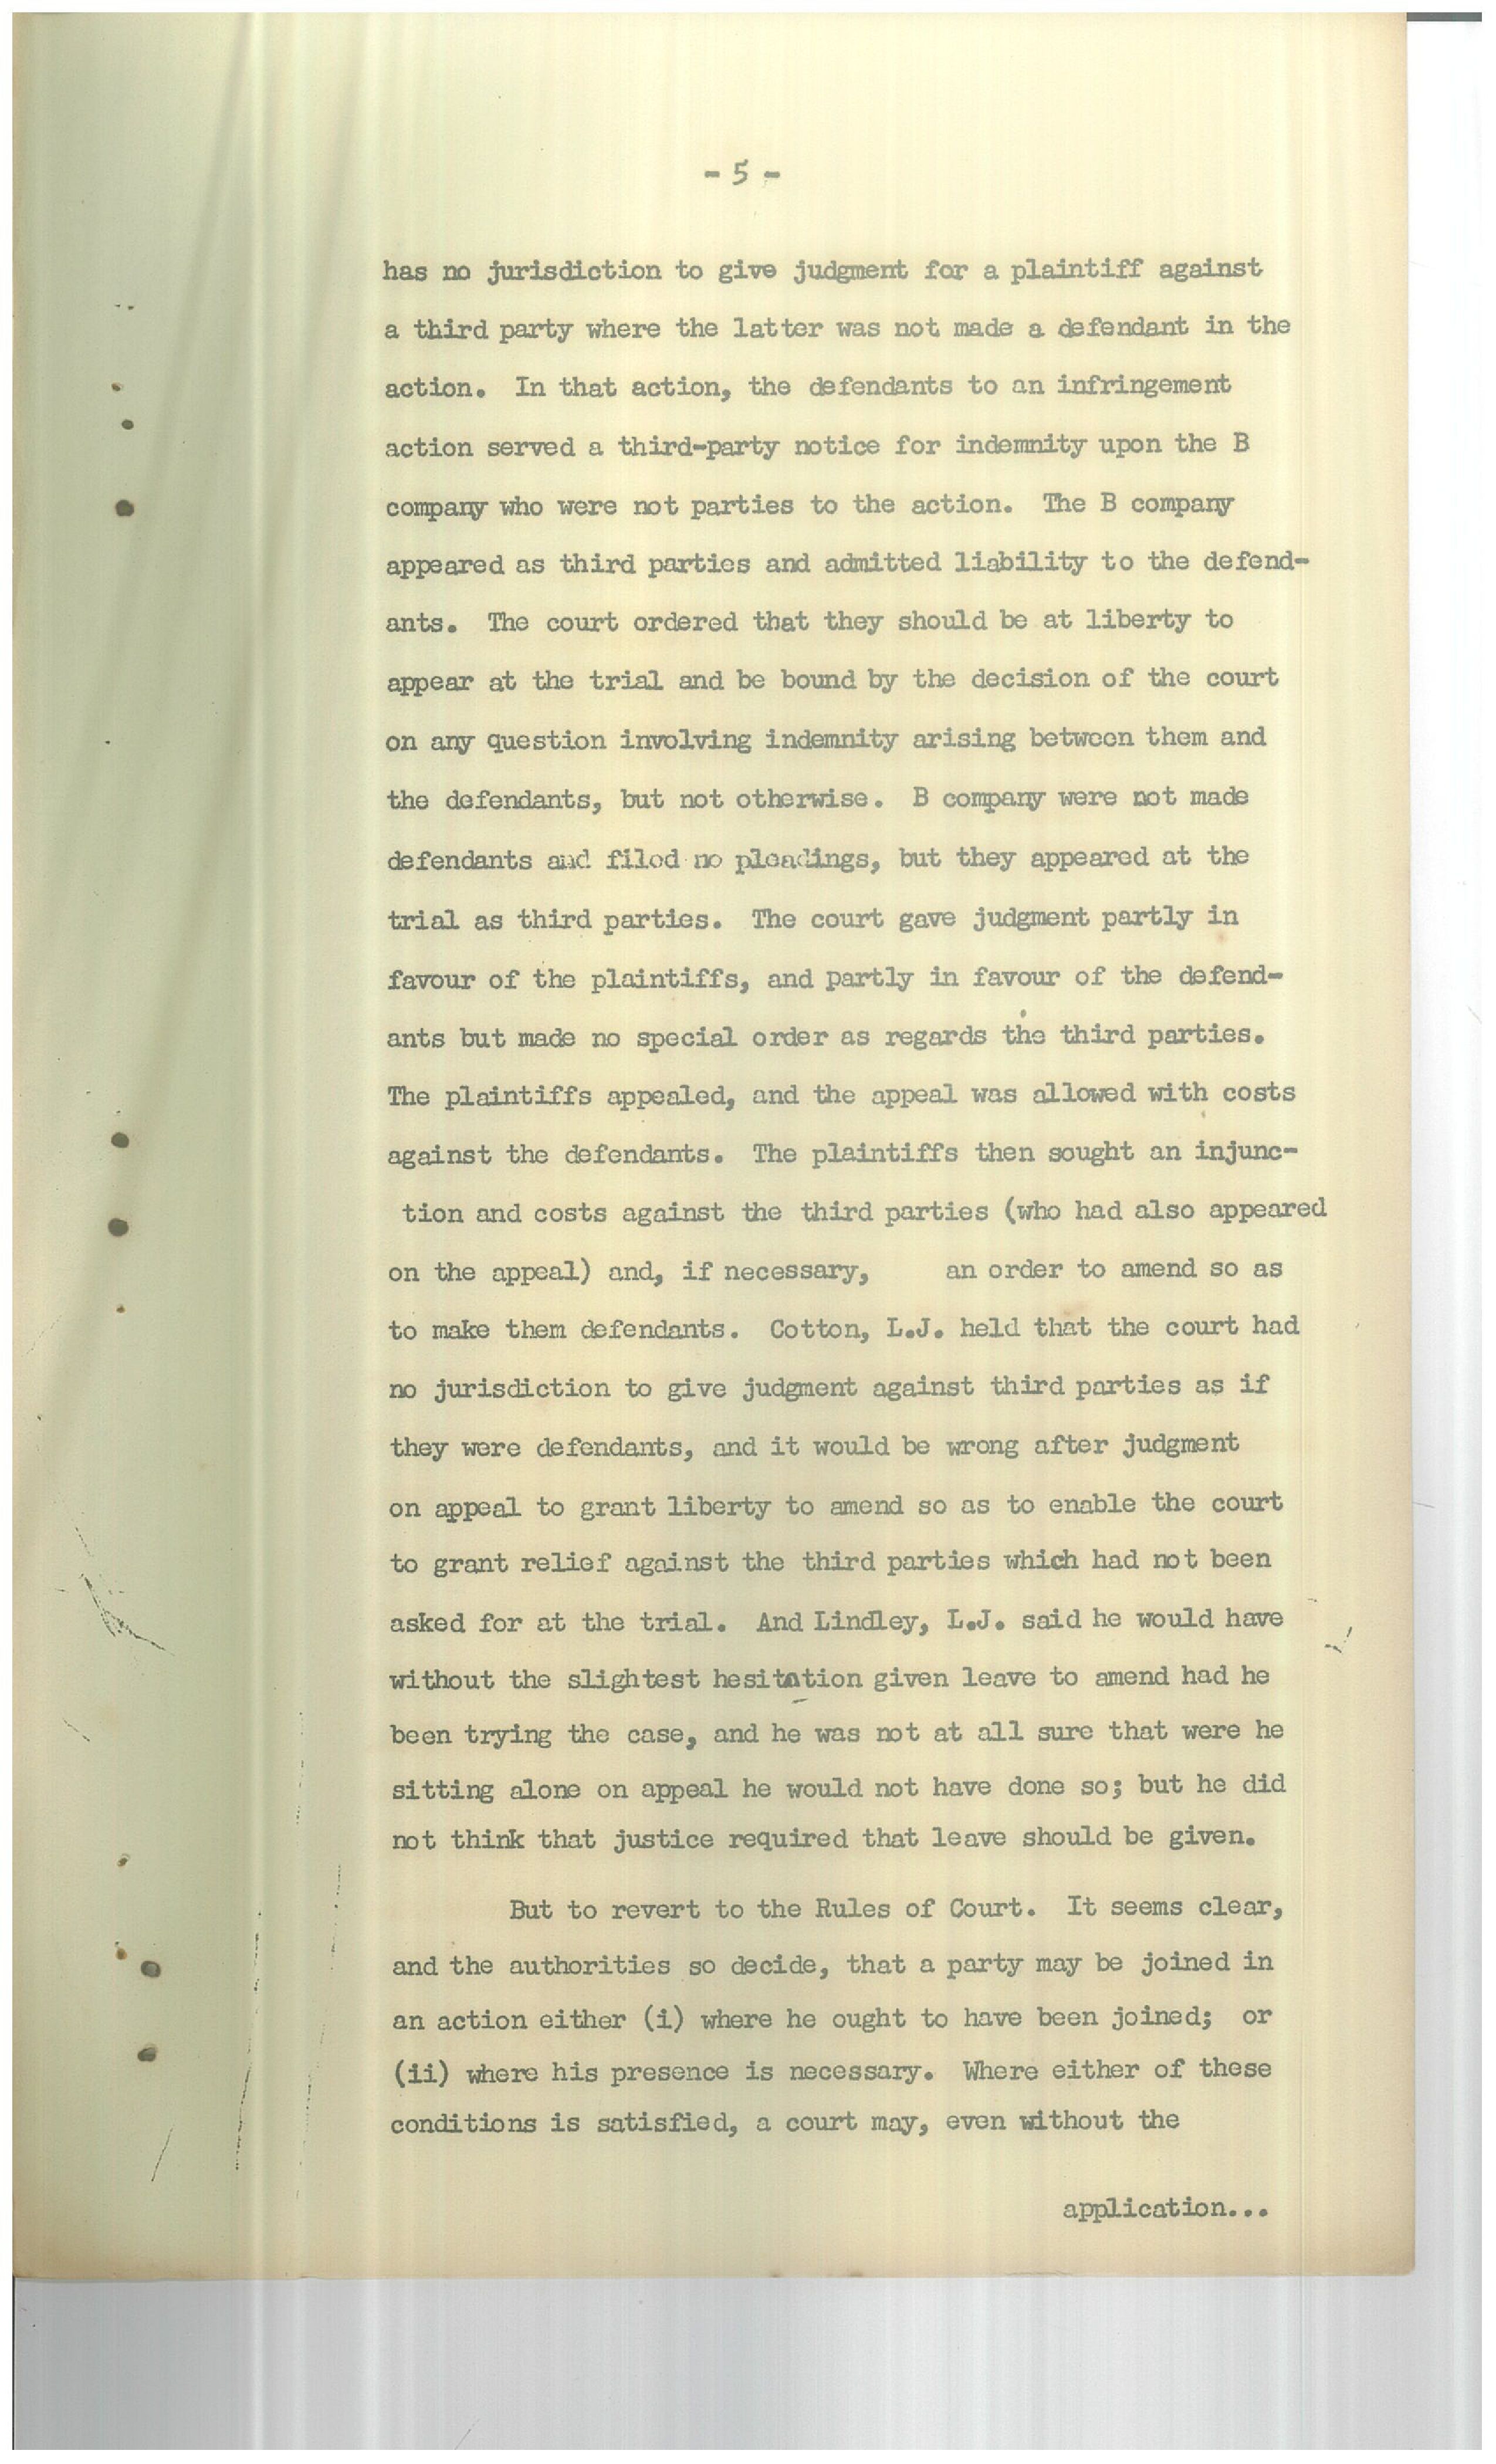 - 5 -
has no jurisdiction to give judgment for a plaintiff against
a third party where the latter was not made a defendant in the
action. In that action, the defendants to an infringement
action served a third-party notice for indemnity upon the B
company who were not parties to the action. The B company
appeared as third parties and admitted liability to the defend-
ants. The court ordered that they should be at liberty to
appear at the trial and be bound by the decision of the court
on any question involving indemnity arising between them and
the defendants, but not otherwise. B company were not made
defendants and filed no pleadings, but they appeared at the
trial as third parties. The court gave judgment partly in
favour of the plaintiffs, and partly in favour of the defend-
ants but made no special order as regards the third parties.
The plaintiffs appealed, and the appeal was allowed with costs
against the defendants. The plaintiffs then sought an injunc-
tion and costs against the third parties (who had also appeared
on the appeal) and, if necessary, an order to amend so as
to make them defendants. Cotton, L.J. held that the court had
no jurisdiction to give judgment against third parties as if
they were defendants, and it would be wrong after judgment
on appeal to grant liberty to amend so as to enable the court
to grant relief against the third parties which had not been
asked for at the trial. And Lindley, L.J. said he would have
without the slightest hesitation given leave to amend had he
been trying the case, and he was not at all sure that were he
sitting alone on appeal he would not have done so; but he did
not think that justice required that leave should be given.
But to revert to the Rules of Court. It seems clear,
and the authorities so decide, that a party may be joined in
an action either (i) where he ought to have been joined; or
(ii) where his presence is necessary. Where either of these
conditions is satisfied, a court may, even without the
application...